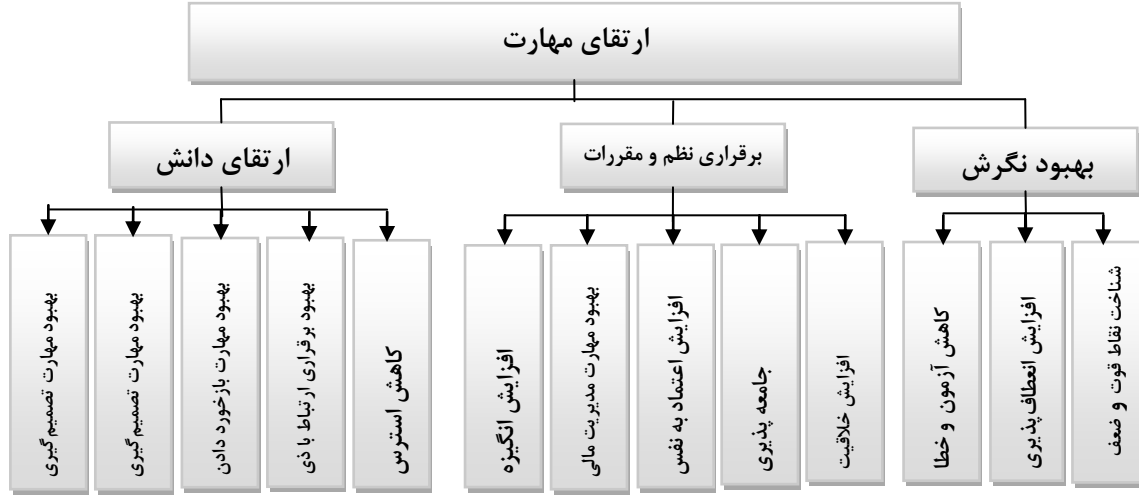 ارتقای مهارت
بهبود نگرش
برقراری نظم و مقررات
ارتقای دانش
شناخت نقاط قوت و ضعف
افزایش انعطاف پذیری
کاهش آزمون و خطا
افزایش خلاقیت
جامعه پذیری
افزایش اعتماد به نفس
بهبود مهارت مدیریت مالی
افزایش انگیزه
کاهش استرس
بهبود برقراری ارتباط با ذی
بهبود مهارت بازخورد دادن
بهبود مهارت تصمیم گیری
بهبود مهارت تصمیم گیری